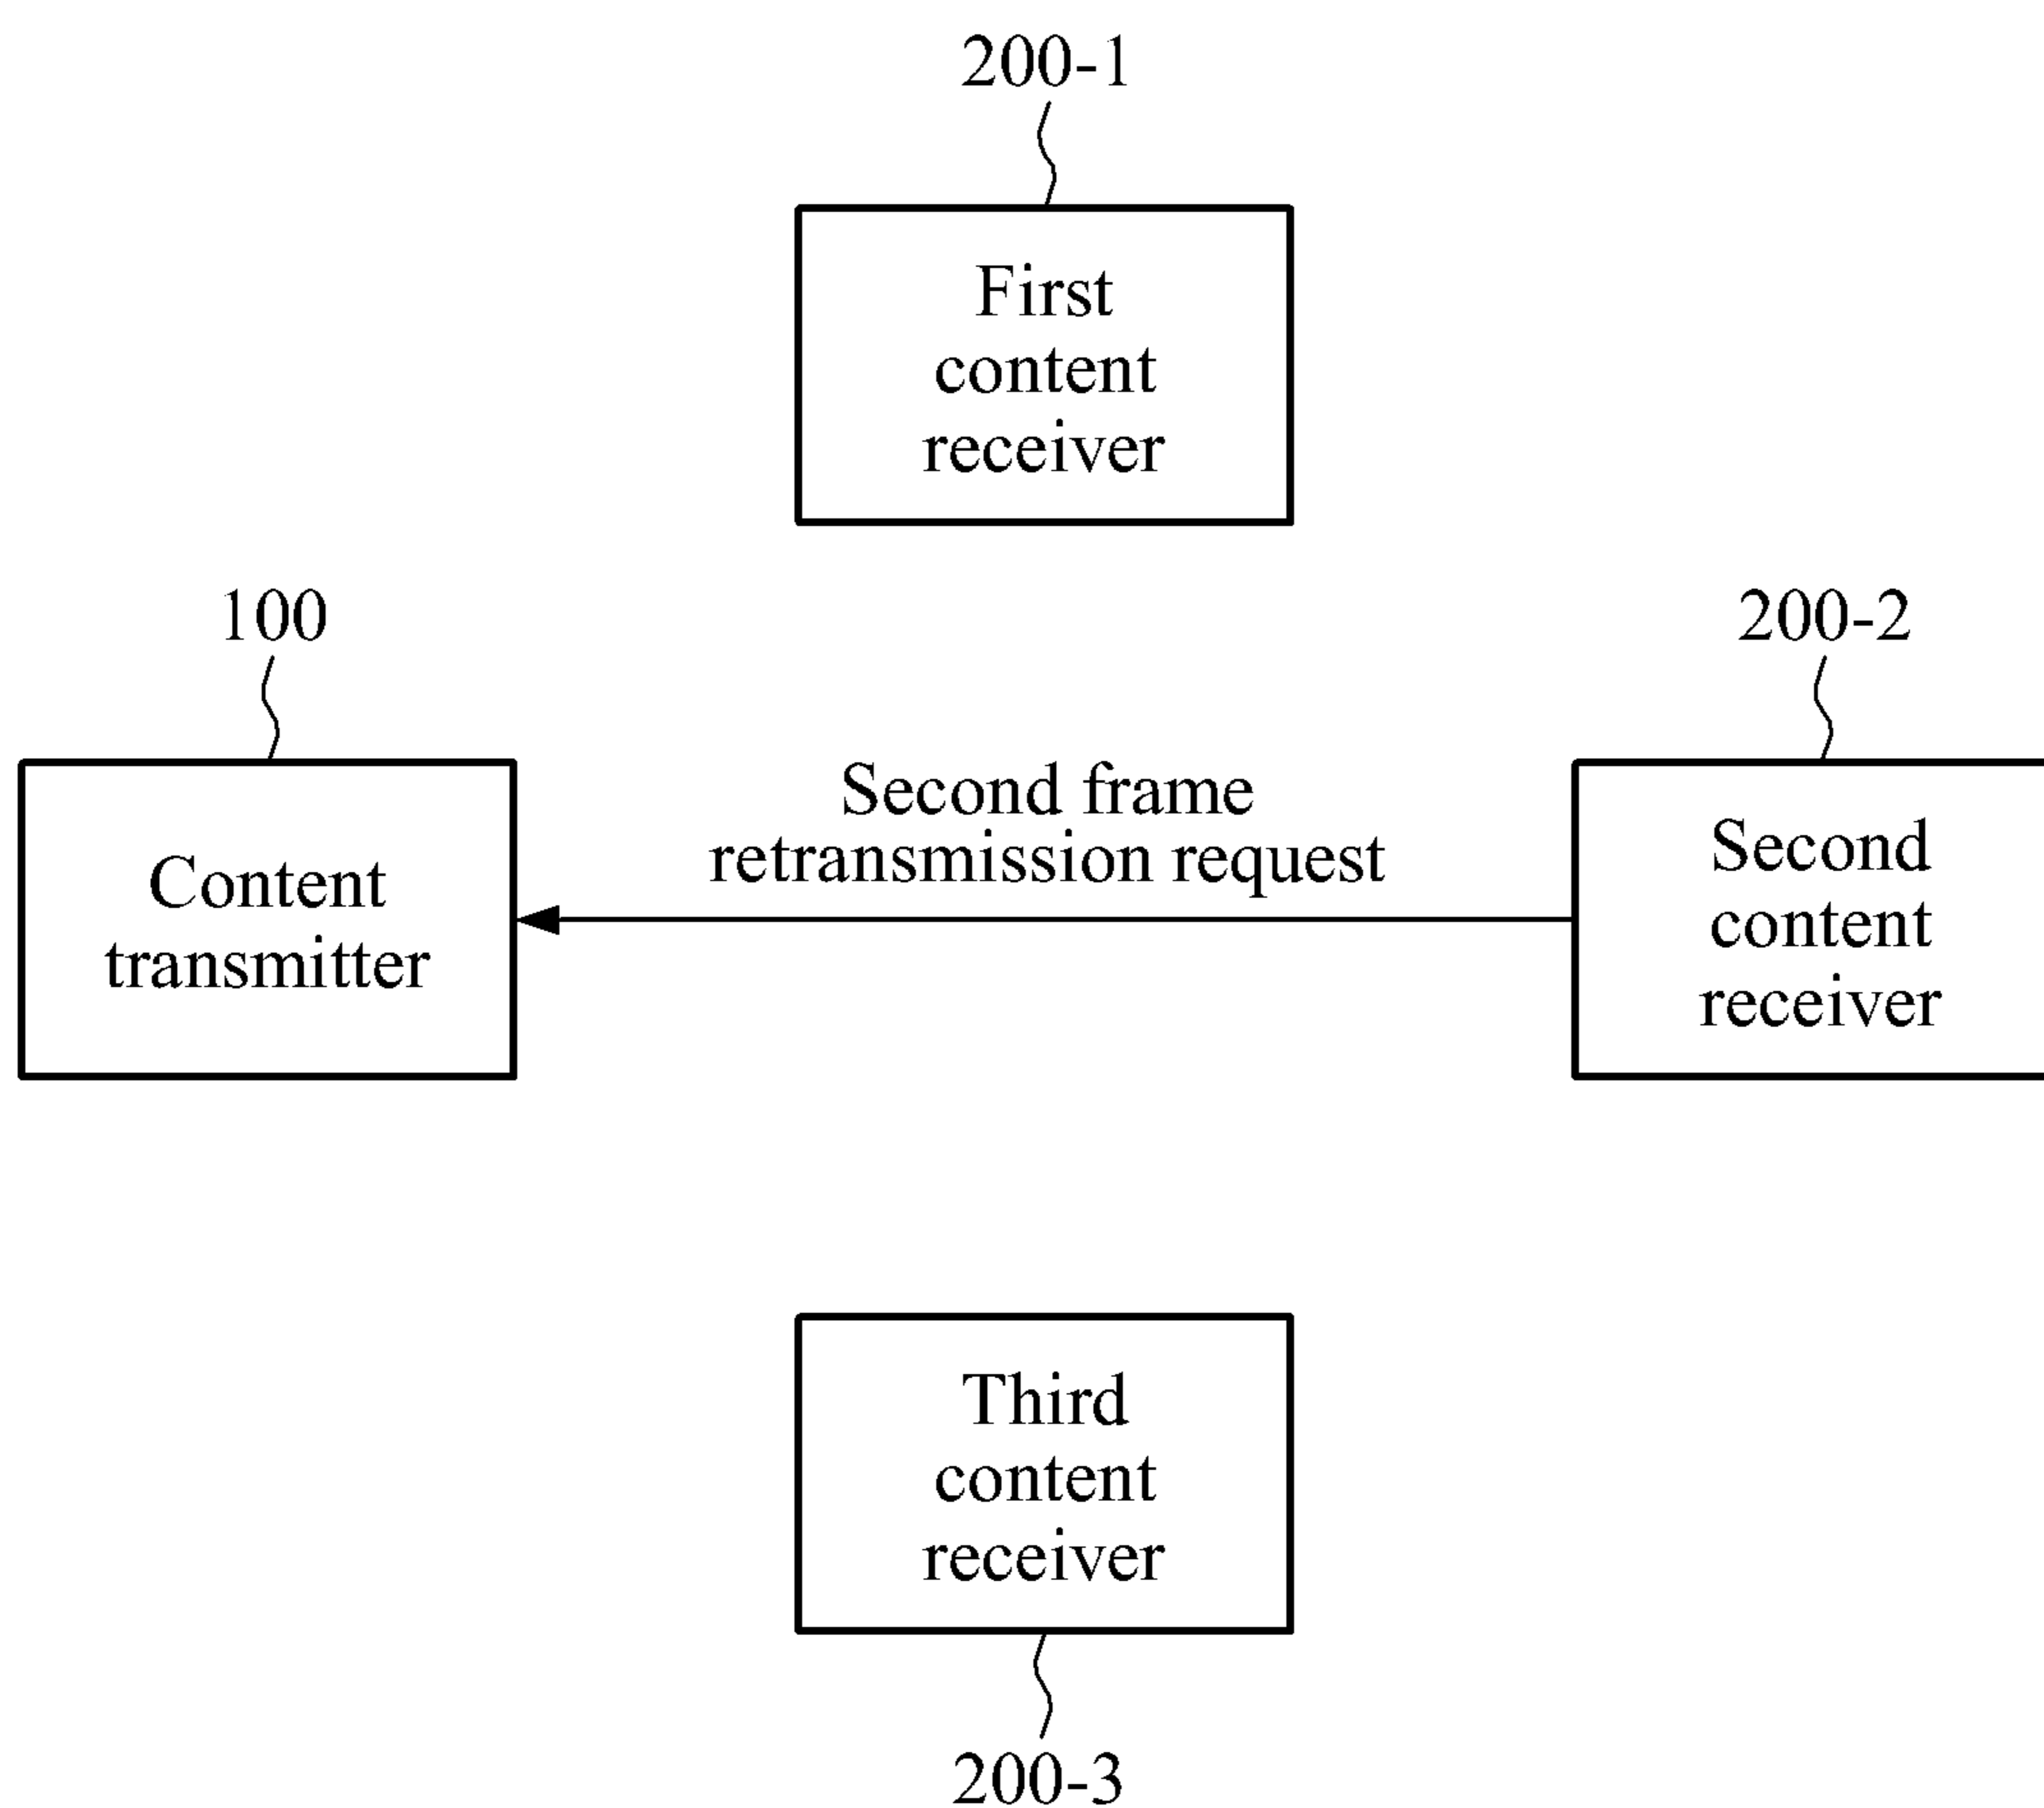 200-1
First
content
receiver
100
200-2
Second frame
retransmission request
Content
transmitter
Second
content
receiver
Third
content
receiver
200-3